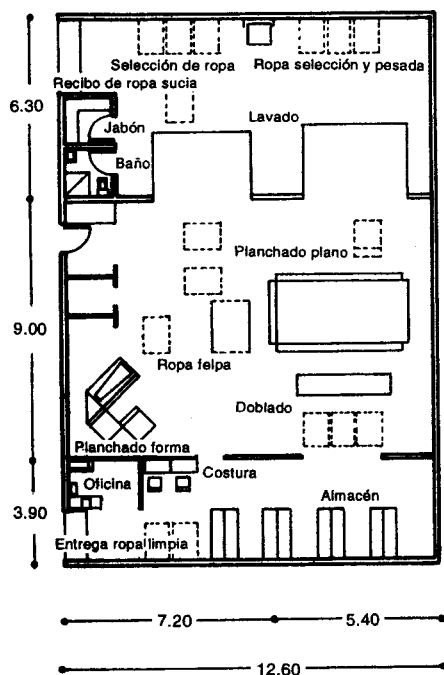 Selección de ropa
Ropa selección y pesada
Recibo de ropa sucia
6.30
Jabón
Lavado
Baño
Planchado plano
9.00
Ropa felpa
Doblado
Planchado forma
Costura
Oficina
Almacén
3.90
Entrega ropa limpia
7.20
5.40
12.60